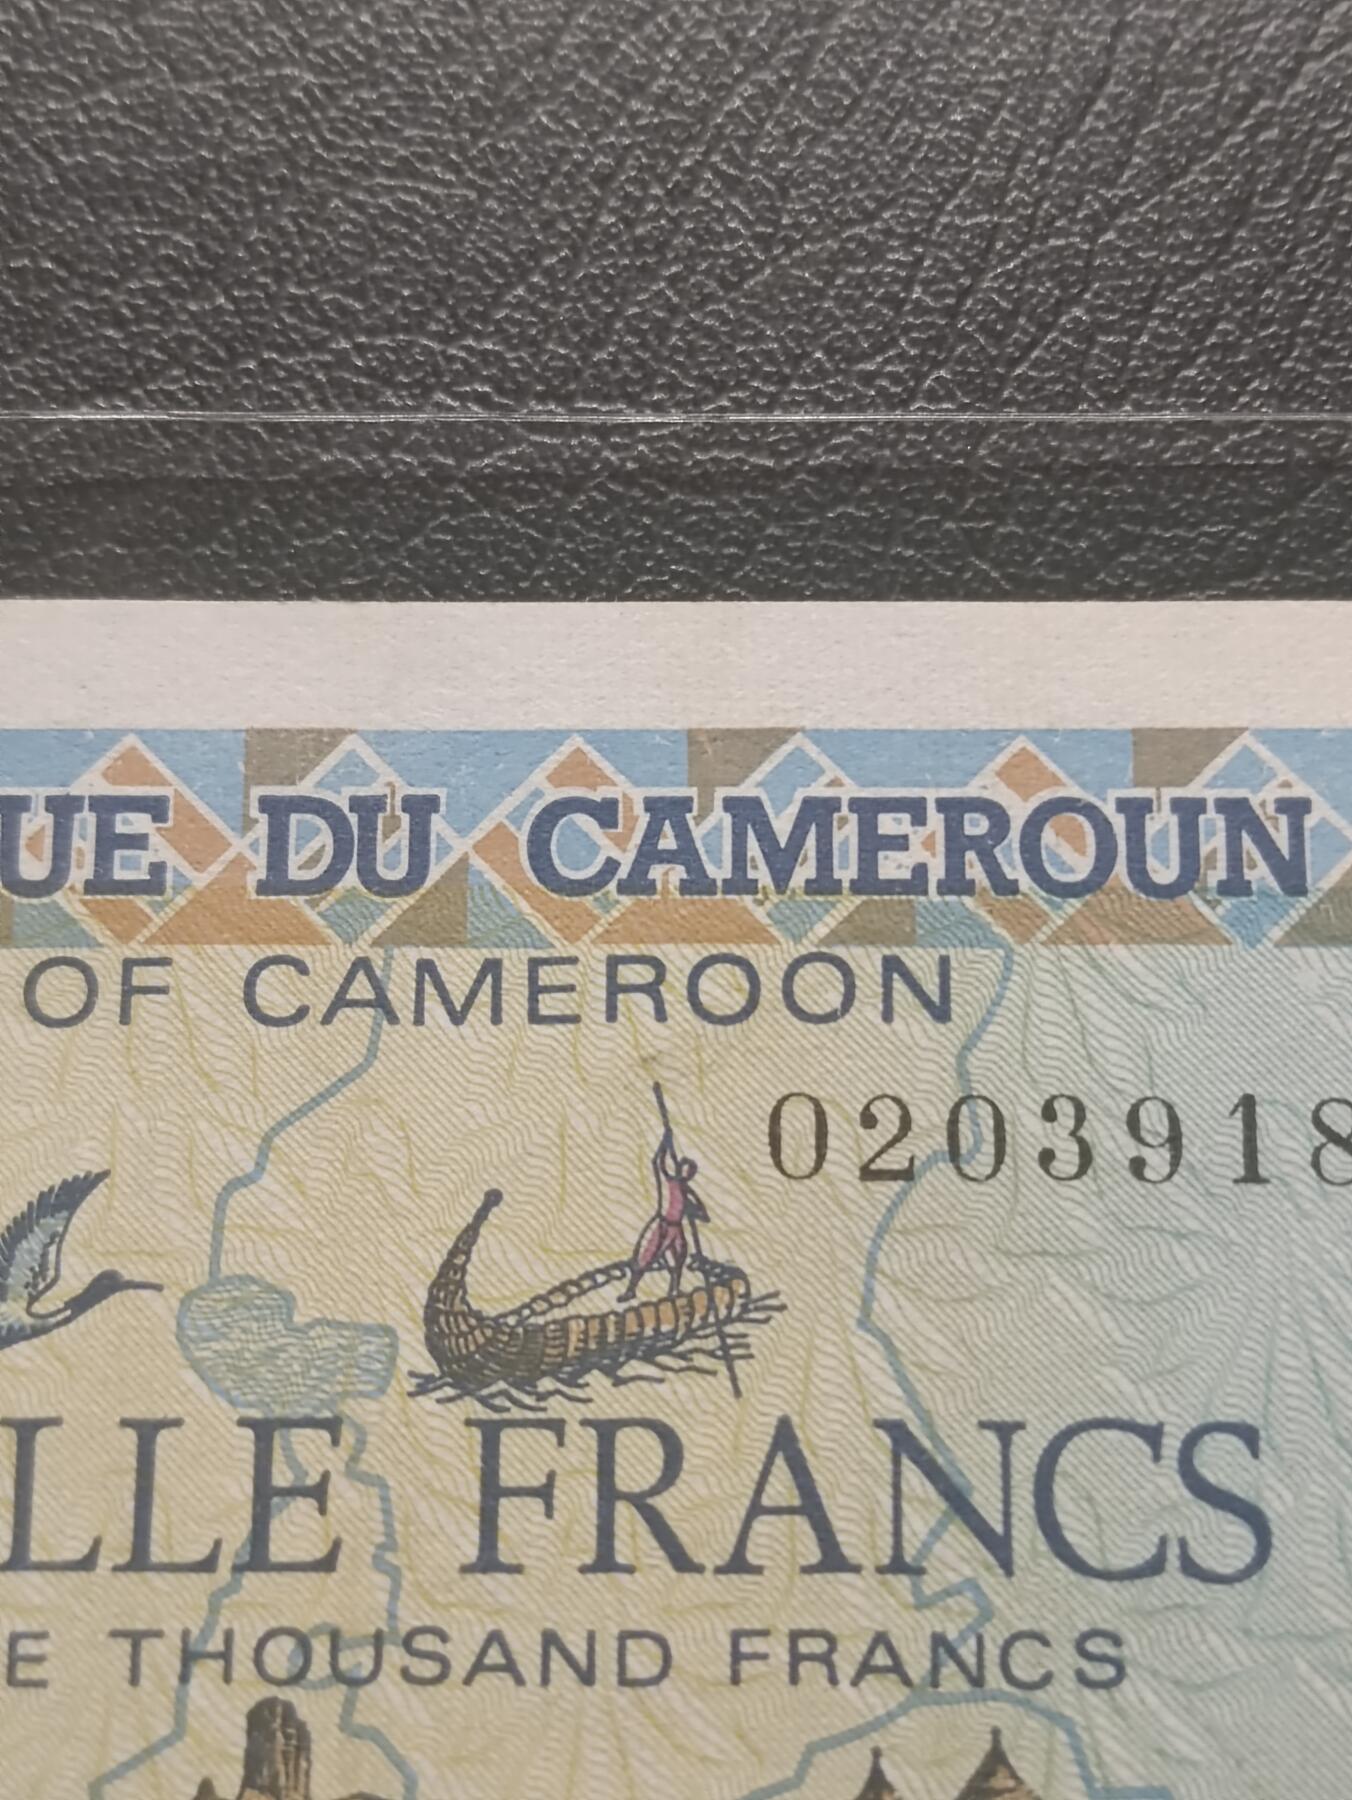 UE DU CAMEROUN
OF CAMEROON
0203918
LLE FRANCS
E THOUSAND FRANCS